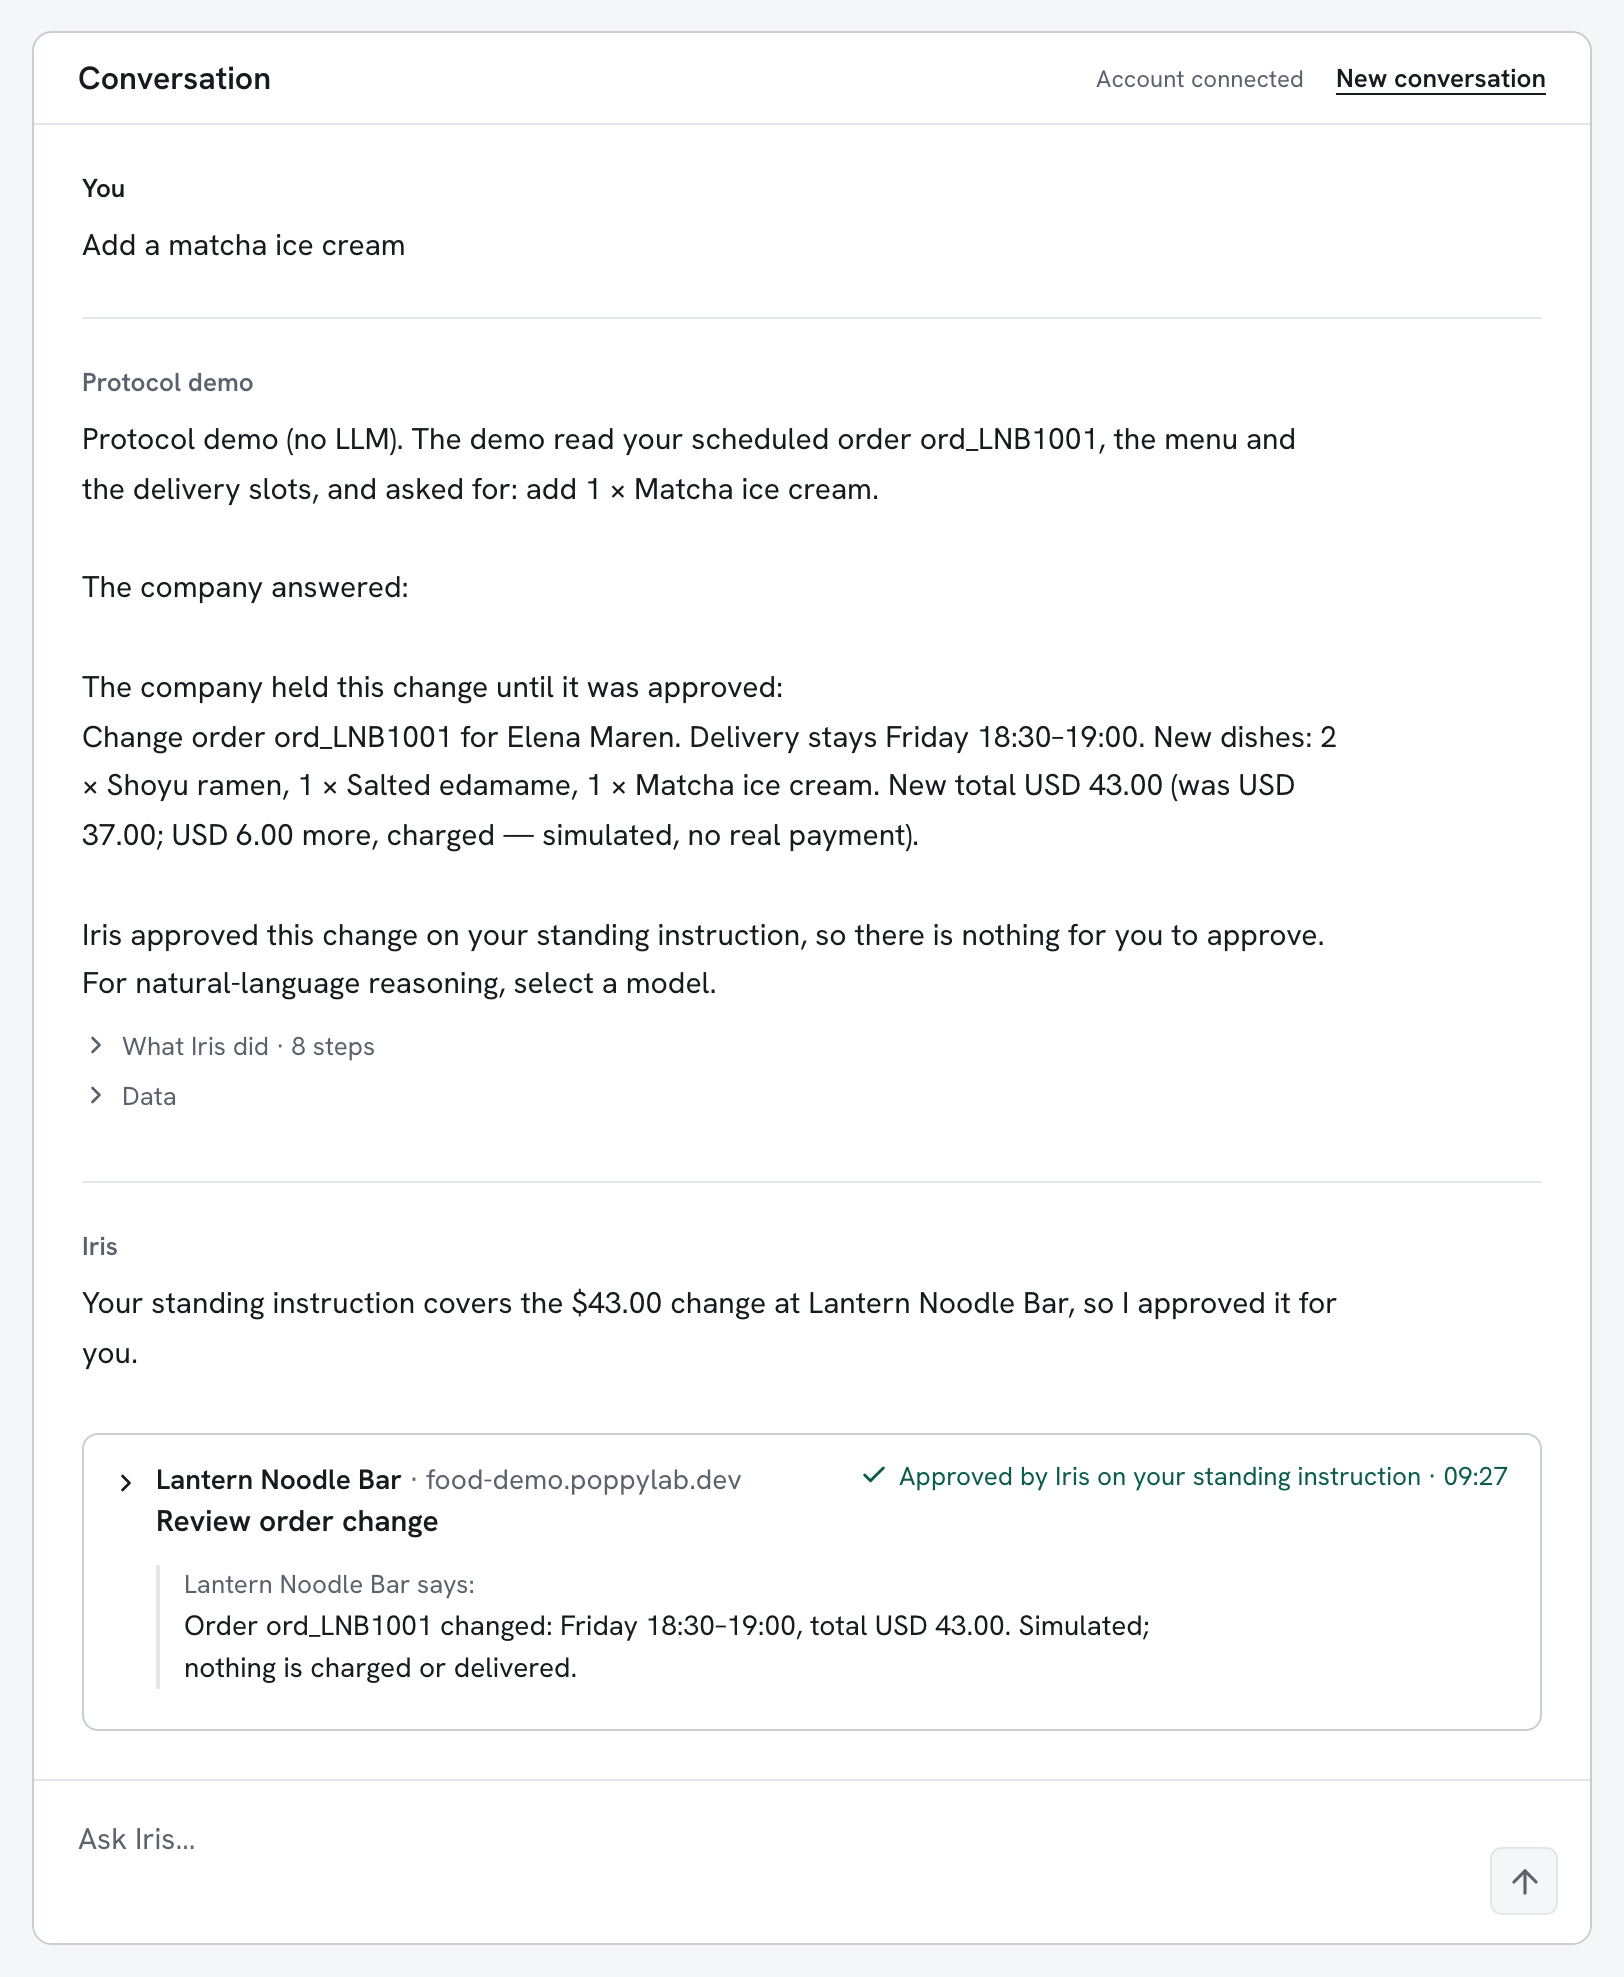 Conversation
Account connected
New conversation
You
Add a matcha ice cream
Protocol demo
Protocol demo (no LLM). The demo read your scheduled order ord_LNB1001, the menu and
the delivery slots, and asked for: add 1 × Matcha ice cream.
The company answered:
The company held this change until it was approved:
Change order ord_LNB1001 for Elena Maren. Delivery stays Friday 18:30–19:00. New dishes: 2
× Shoyu ramen, 1 × Salted edamame, 1 × Matcha ice cream. New total USD 43.00 (was USD
37.00; USD 6.00 more, charged — simulated, no real payment).
Iris approved this change on your standing instruction, so there is nothing for you to approve.
For natural-language reasoning, select a model.
What Iris did · 8 steps
Data
Iris
Your standing instruction covers the $43.00 change at Lantern Noodle Bar, so I approved it for
you.
Lantern Noodle Bar · food-demo.poppylab.dev
Approved by Iris on your standing instruction · 09:27
Review order change
Lantern Noodle Bar says:
Order ord_LNB1001 changed: Friday 18:30–19:00, total USD 43.00. Simulated;
nothing is charged or delivered.
Ask Iris…